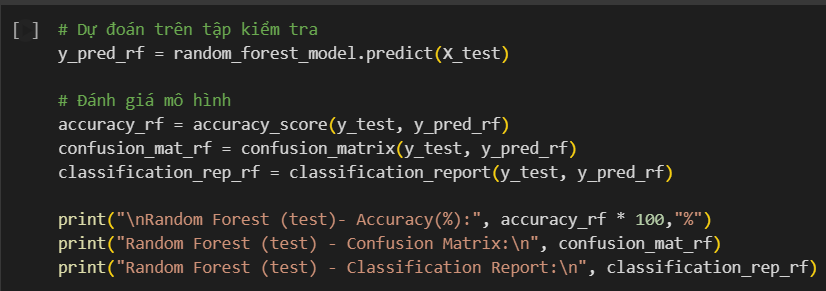 [ ] # Dự đoán trên tập kiểm tra
y_pred_rf = random_forest_model.predict(X_test)
# Đánh giá mô hình
accuracy_rf = accuracy_score(y_test, y_pred_rf)
confusion_mat_rf = confusion_matrix(y_test, y_pred_rf)
classification_rep_rf = classification_report(y_test, y_pred_rf)
print("\nRandom Forest (test)- Accuracy(%):", accuracy_rf * 100,"%")
print("Random Forest (test) - Confusion Matrix:\n", confusion_mat_rf)
print("Random Forest (test) - Classification Report:\n", classification_rep_rf)